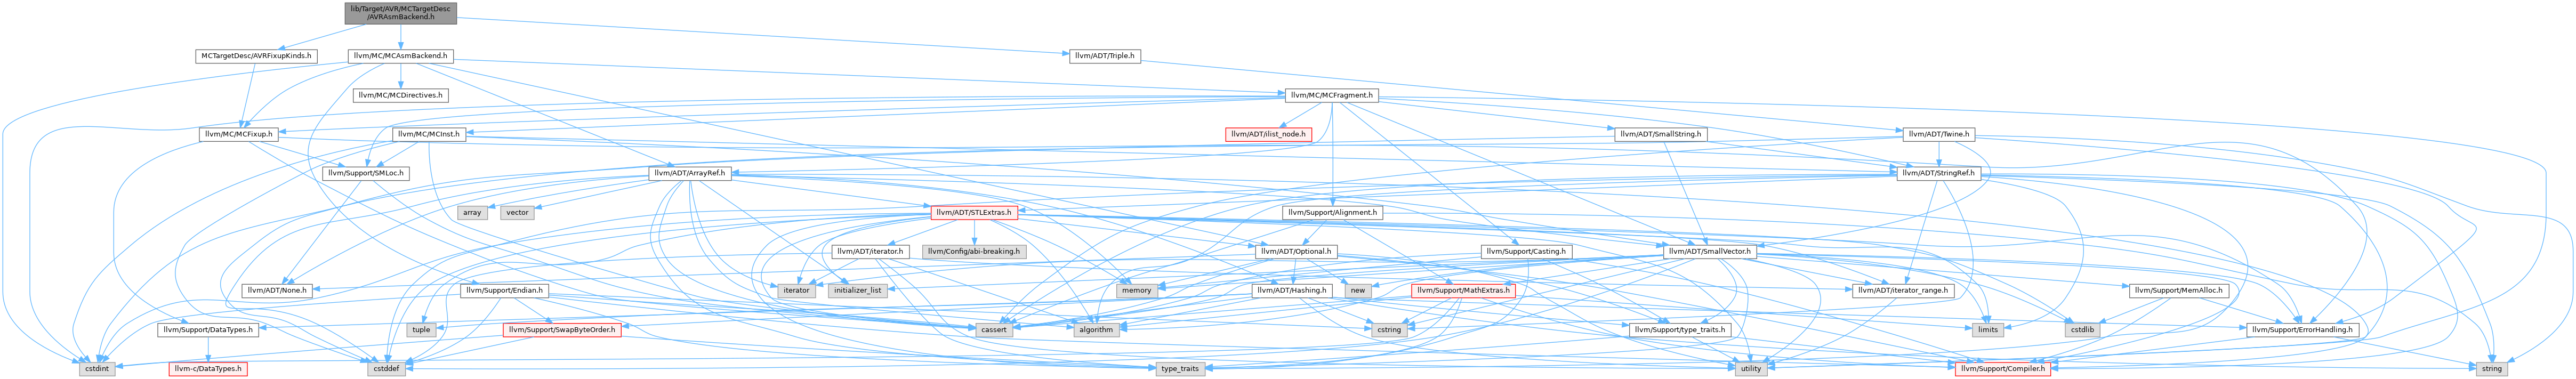 lib/Target/AVR/MCTargetDesc
/AVRAsmBackend.h
MCTargetDesc/AVRFixupKinds.h
llvm/MC/MCAsmBackend.h
llvm/ADT/Triple.h
llvm/MC/MCDirectives.h
llvm/MC/MCFragment.h
llvm/MC/MCFixup.h
llvm/MC/MCInst.h
llvm/ADT/ilist_node.h
llvm/ADT/SmallString.h
llvm/ADT/Twine.h
llvm/Support/SMLoc.h
llvm/ADT/ArrayRef.h
llvm/ADT/StringRef.h
array
vector
llvm/ADT/STLExtras.h
llvm/Support/Alignment.h
llvm/ADT/iterator.h
llvm/Config/abi-breaking.h
llvm/ADT/Optional.h
llvm/Support/Casting.h
llvm/ADT/SmallVector.h
llvm/ADT/None.h
llvm/Support/Endian.h
iterator
initializer_list
memory
llvm/ADT/Hashing.h
new
llvm/Support/MathExtras.h
llvm/ADT/iterator_range.h
llvm/Support/MemAlloc.h
llvm/Support/DataTypes.h
tuple
llvm/Support/SwapByteOrder.h
cassert
algorithm
cstring
llvm/Support/type_traits.h
limits
cstdlib
llvm/Support/ErrorHandling.h
cstdint
llvm-c/DataTypes.h
cstddef
type_traits
utility
llvm/Support/Compiler.h
string